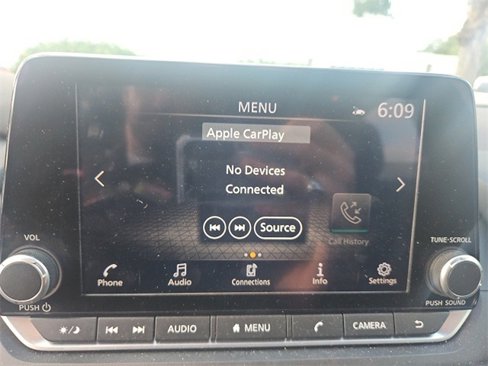 MENU
6:09
Apple CarPlay
No Devices
Connected
Source
Call History
VOL
TUNE·SCROLL
Phone
Audio
Connections
Info
Settings
PUSH
PUSH SOUND
AUDIO
MENU
CAMERA